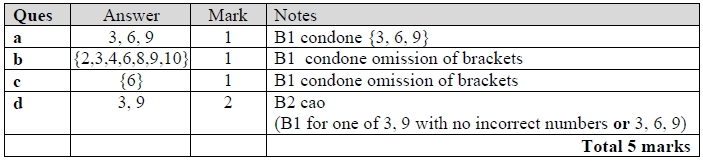 Ques Answer Mark Notes
a 3, 6, 9 1 B1 condone {3, 6, 9}
b {2,3,4,6,8,9,10} 1 B1 condone omission of brackets
c {6} 1 B1 condone omission of brackets
d 3, 9 2 B2 cao
(B1 for one of 3, 9 with no incorrect numbers or 3, 6, 9)
Total 5 marks